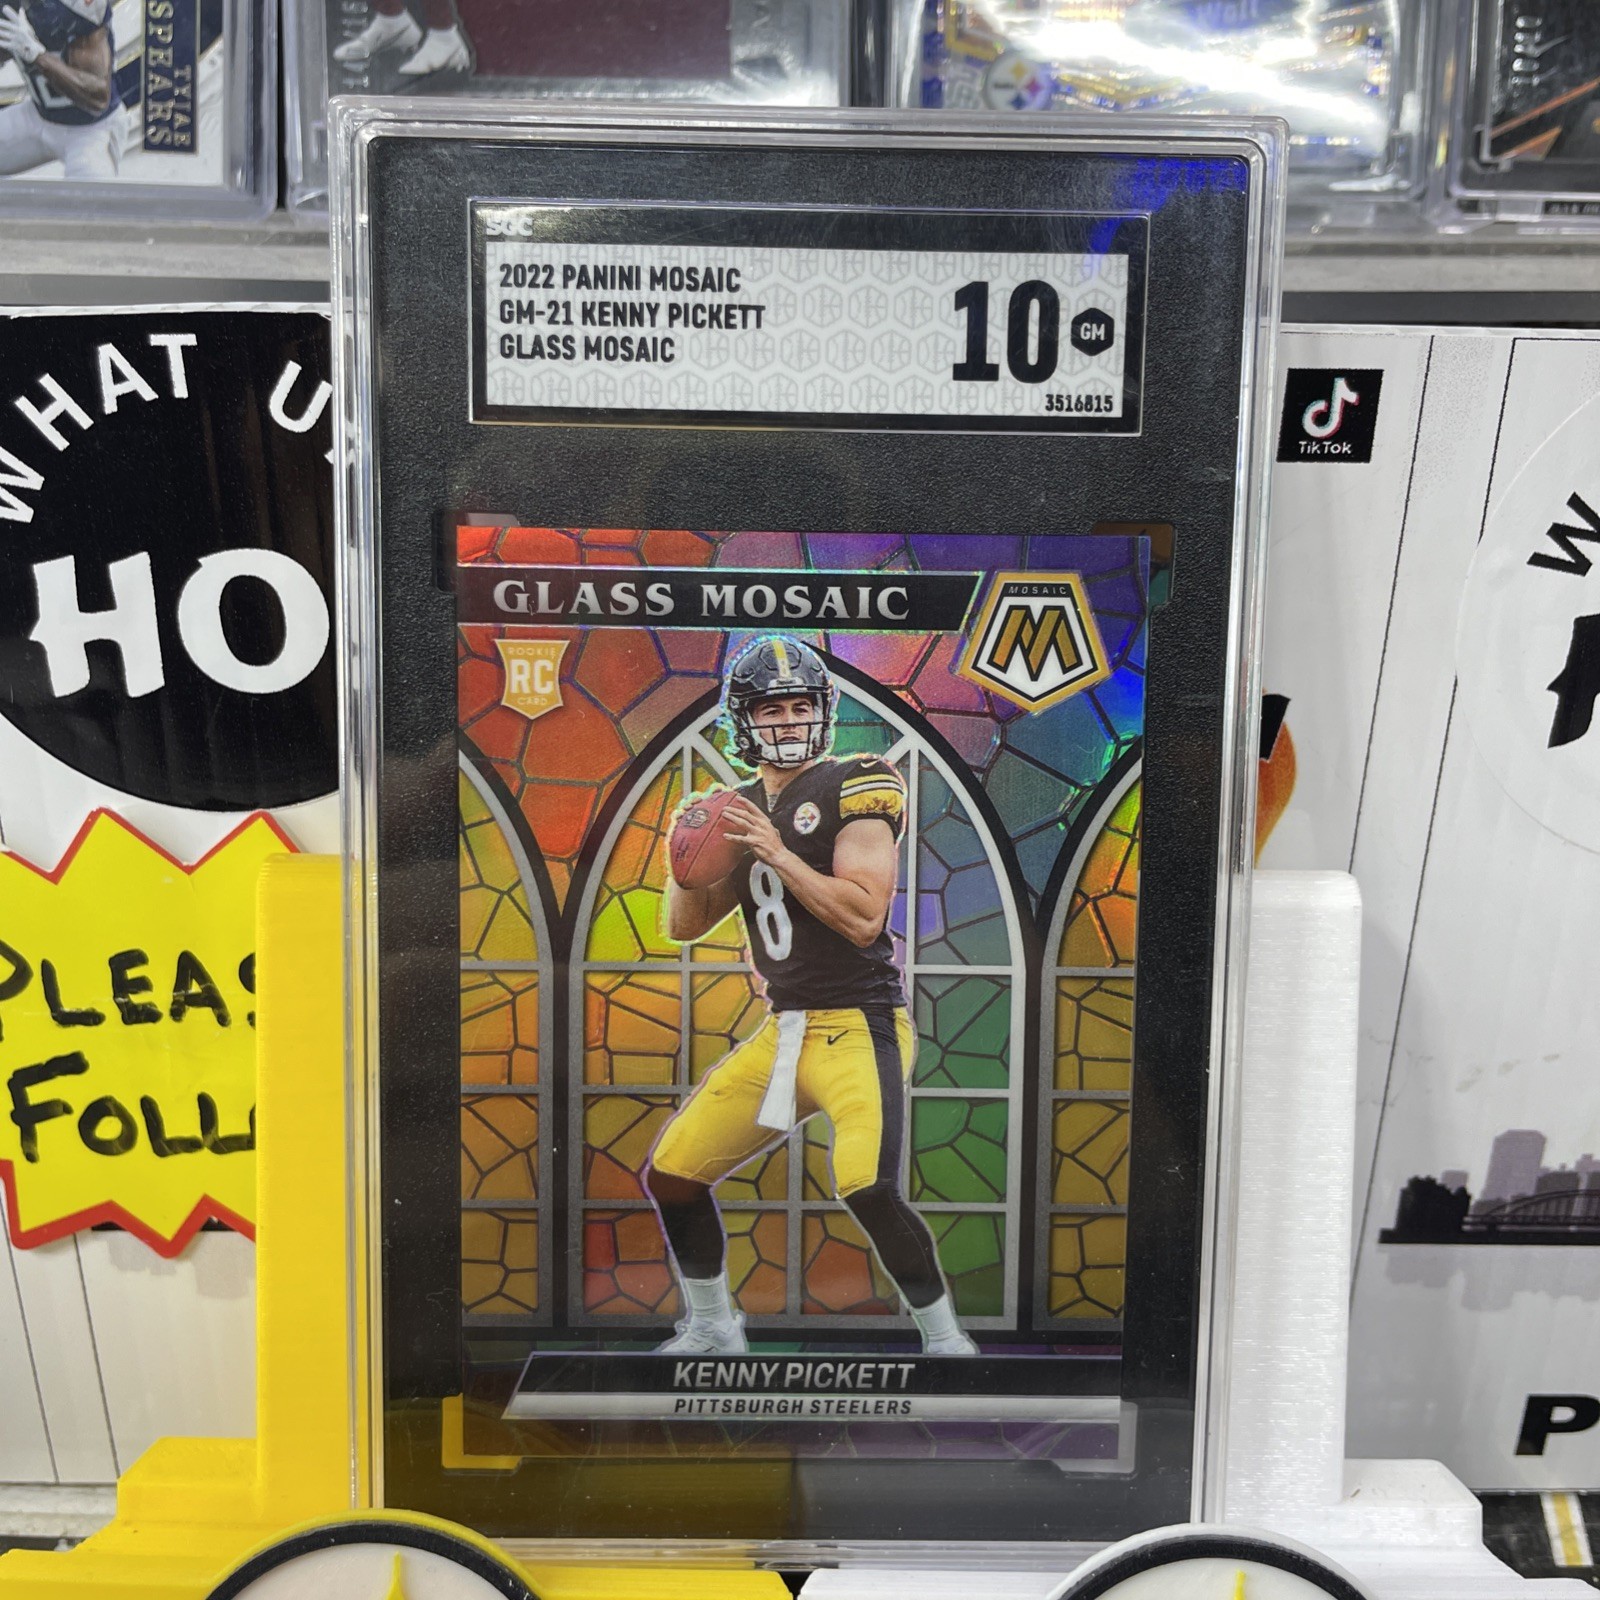 TYJAE
SPEARS
SGC
2022 PANINI MOSAIC
GM-21 KENNY PICKETT
GLASS MOSAIC
10
GM
3516815
WHAT
HO
TikTok
GLASS MOSAIC
MOSAIC
M
ROOKIE
RC
CARD
8
KENNY PICKETT
PITTSBURGH STEELERS
PLEAS
FOLL
W
P